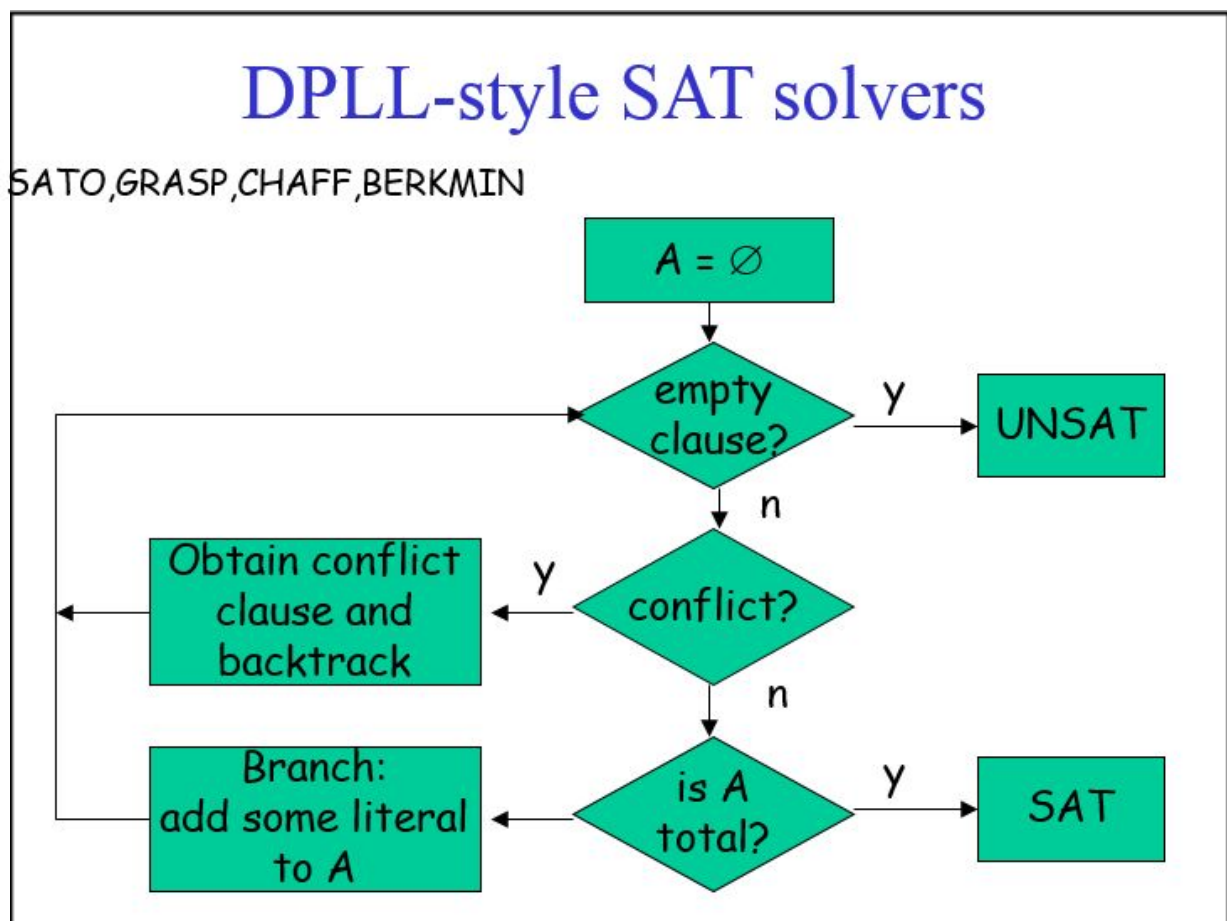 DPLL-style SAT solvers
SATO,GRASP,CHAFF,BERKMIN
A = ∅
empty
clause?
y
UNSAT
n
Obtain conflict
clause and
backtrack
y
conflict?
n
Branch:
add some literal
to A
is A
total?
y
SAT